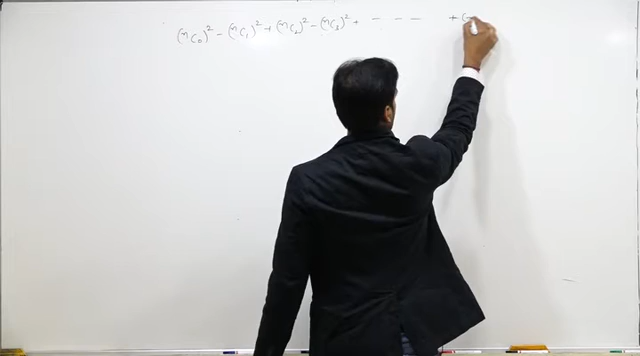 (ⁿC₀)² - (ⁿC₁)² + (ⁿC₂)² - (ⁿC₃)² + - - - + (